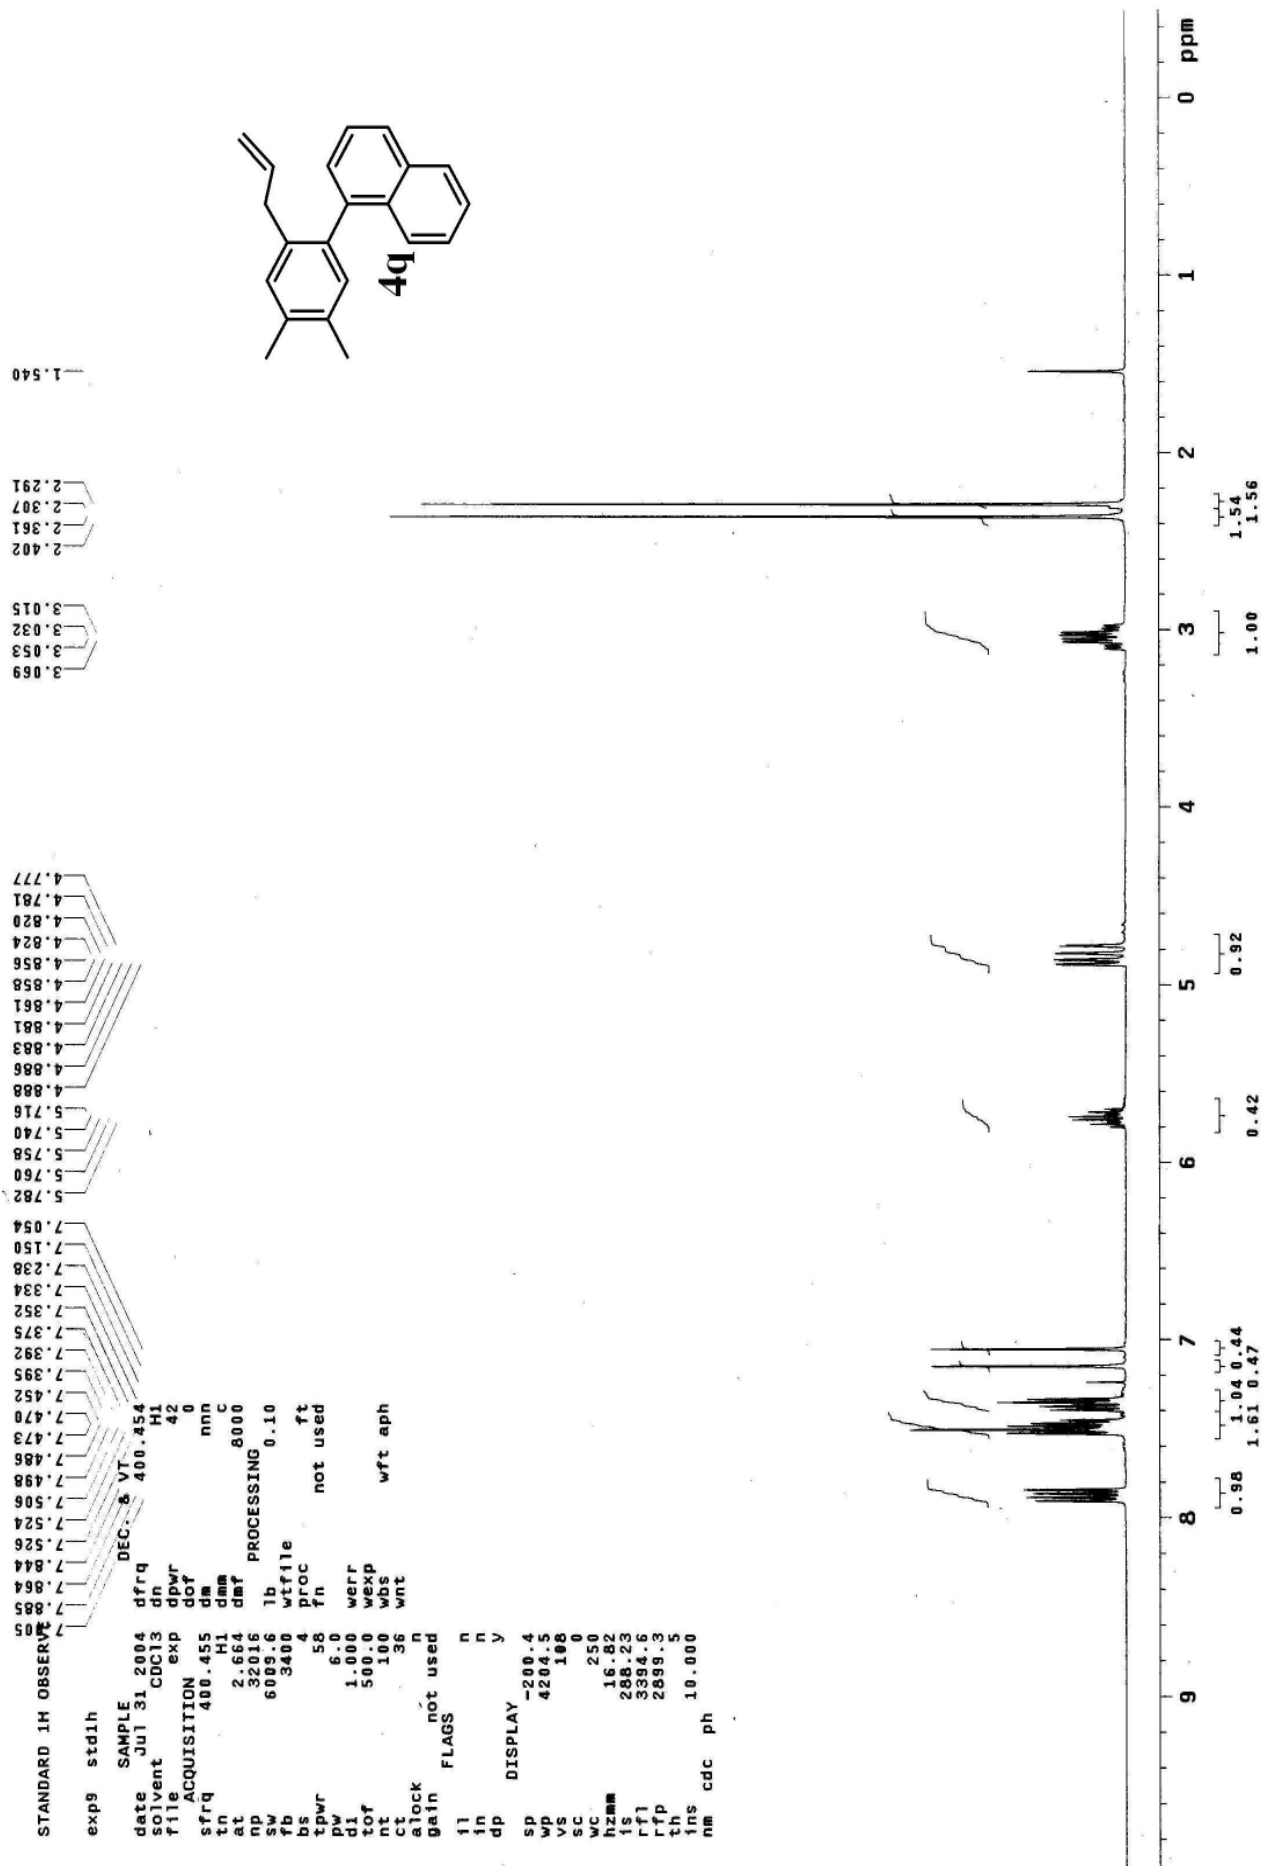 STANDARD 1H OBSERVE
exp9 stdlh
SAMPLE
date Jul 31 2004
solvent CDCl3
file exp
ACQUISITION
sfrq 400.455
tn H1
at 2.664
np 32016
sw 6009.6
fb 3400
bs 4
tpwr 58
pw 6.0
d1 1.000
tof 500.0
nt 100
ct 36
alock n
gain not used
FLAGS
il n
in n
dp y
DISPLAY
sp -200.4
wp 4204.5
vs 108
sc 0
wc 250
hzmm 16.82
is 288.23
rfl 3394.6
rfp 2899.3
th 5
ins 10.000
nm cdc ph
DEC. & VT
dfrq 400.454
dn H1
dpwr 42
dof 0
dm nnn
dmm C
dmf 8000
PROCESSING
lb 0.10
wtfile
proc ft
fn not used
werr
wexp
wbs
wnt wft aph
7.905
7.885
7.864
7.844
7.526
7.524
7.506
7.498
7.486
7.473
7.470
7.452
7.395
7.392
7.375
7.352
7.334
7.238
7.150
7.054
5.782
5.760
5.758
5.740
5.716
4.888
4.886
4.883
4.881
4.861
4.858
4.856
4.824
4.820
4.781
4.777
3.069
3.053
3.032
3.015
2.402
2.361
2.307
2.291
1.540
4q
9 8 7 6 5 4 3 2 1 0 ppm
0.98 1.61 1.04 0.47 0.44 0.42 0.92 1.00 1.54 1.56